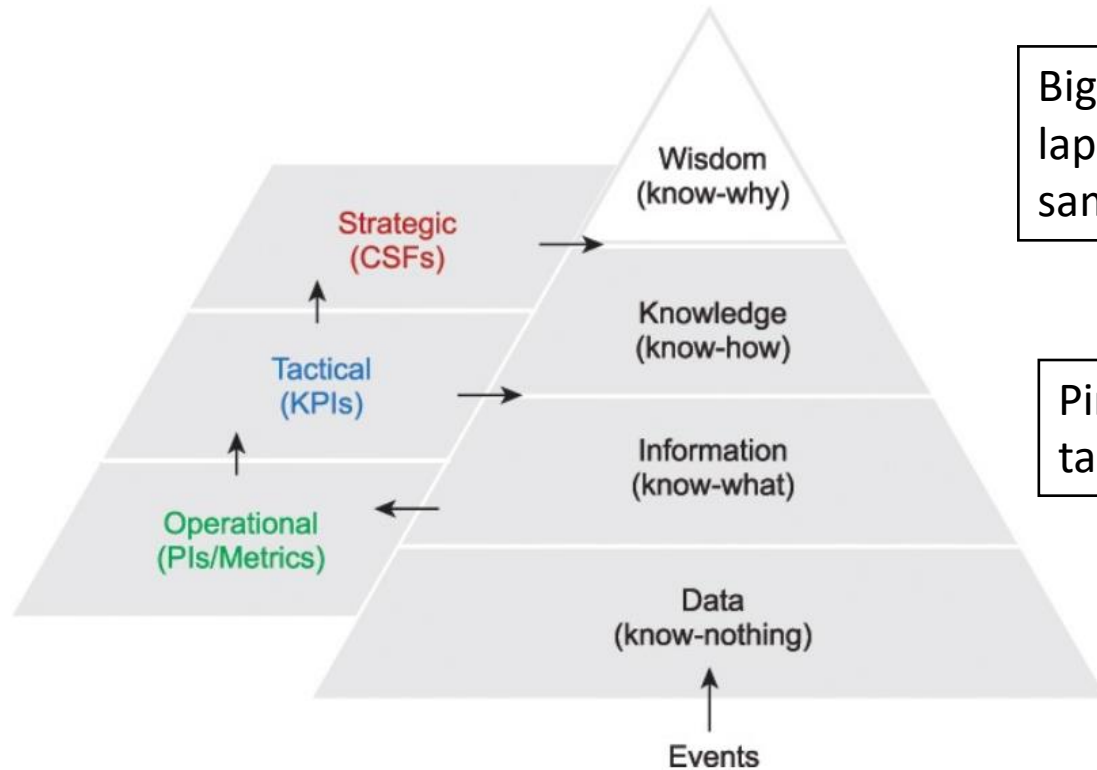 Wisdom
(know-why)
Strategic
(CSFs)
Knowledge
(know-how)
Tactical
(KPIs)
Information
(know-what)
Operational
(PIs/Metrics)
Data
(know-nothing)
Events
Big